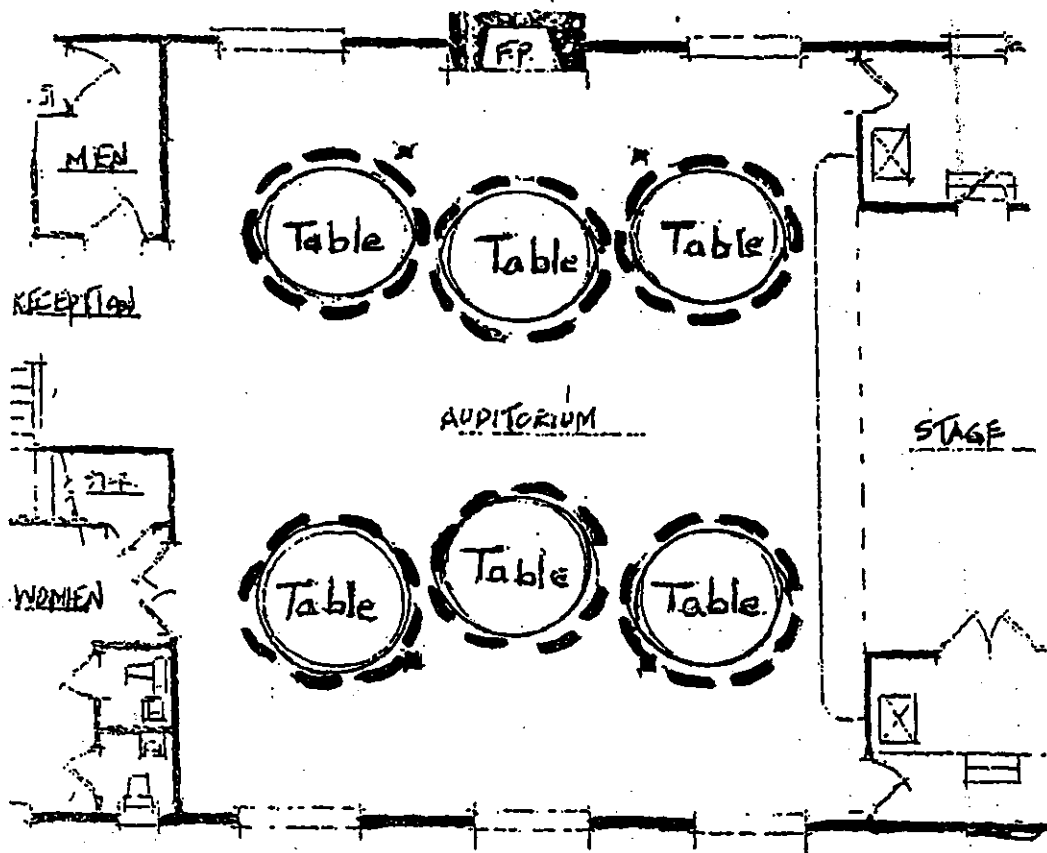 F.P.
MEN
Table
Table
Table
RECEPTION
AUDITORIUM
STAGE
WOMEN
Table
Table
Table